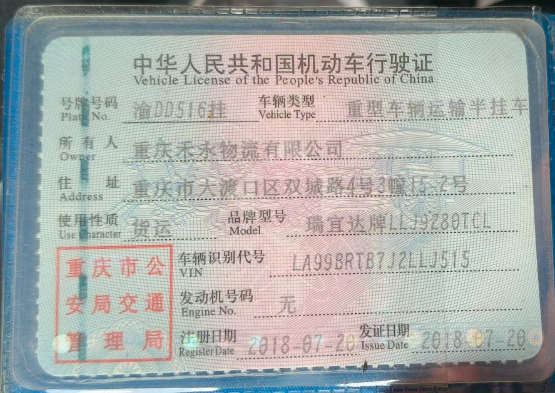 中华人民共和国机动车行驶证
Vehicle License of the People's Republic of China
号牌号码 渝DD516挂 车辆类型 重型车辆运输半挂车
Plate No. Vehicle Type
所有人 重庆禾永物流有限公司
Owner
住址 重庆市大渡口区双城路4号3幢15-2号
Address
使用性质 货运 品牌型号 瑞宜达牌LLJ9280TCL
Use Character Model
车辆识别代号 LA99BRTB7J2LLJ515
VIN
发动机号码 无
Engine No.
注册日期 2018-07-20 发证日期 2018-07-20
Register Date Issue Date
重庆市公
安局交通
管理局